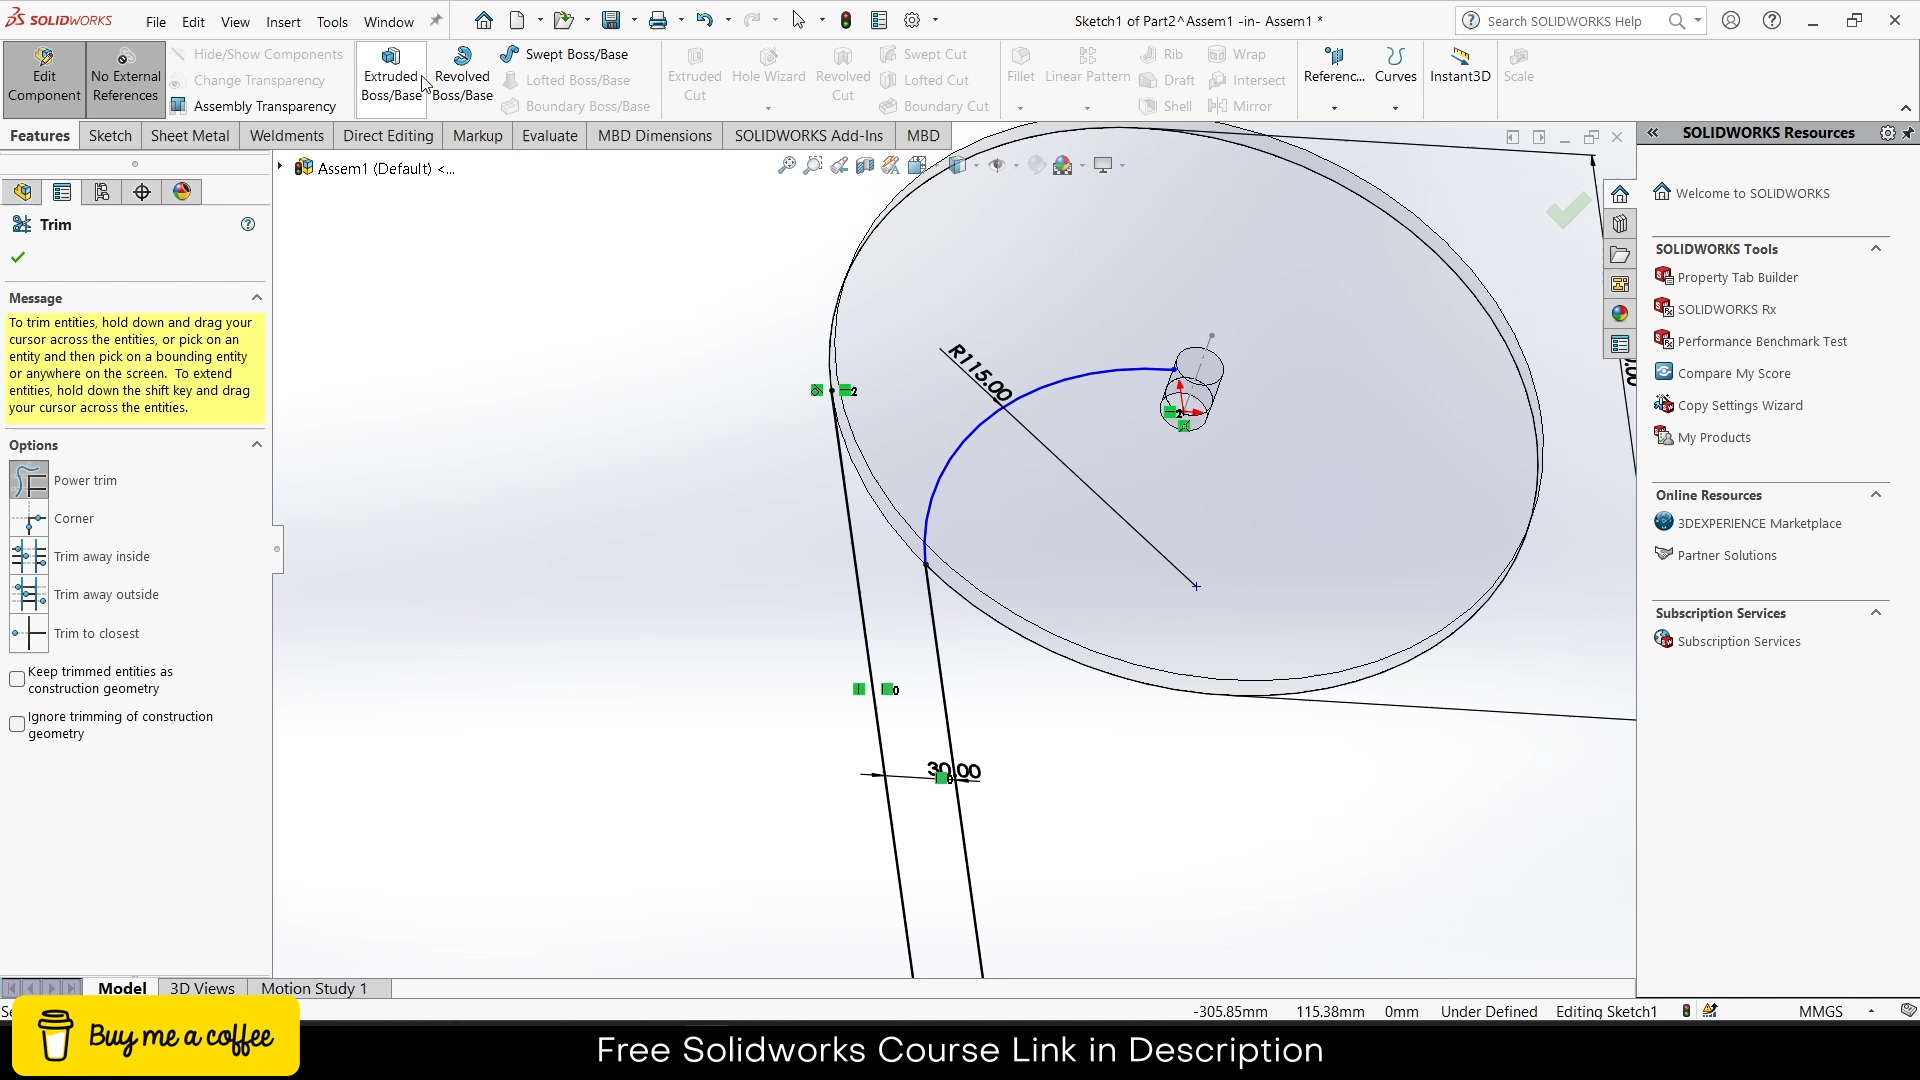 SOLIDWORKS
File Edit View Insert Tools Window
Sketch1 of Part2^Assem1 -in- Assem1 *
Search SOLIDWORKS Help
Edit Component
No External References
Hide/Show Components
Change Transparency
Assembly Transparency
Extruded Boss/Base
Revolved Boss/Base
Swept Boss/Base
Lofted Boss/Base
Boundary Boss/Base
Extruded Cut
Hole Wizard
Revolved Cut
Swept Cut
Lofted Cut
Boundary Cut
Fillet
Linear Pattern
Rib
Draft
Shell
Wrap
Intersect
Mirror
Referenc...
Curves
Instant3D
Scale
Features Sketch Sheet Metal Weldments Direct Editing Markup Evaluate MBD Dimensions SOLIDWORKS Add-Ins MBD
Assem1 (Default) <...
Trim
Message
To trim entities, hold down and drag your
cursor across the entities, or pick on an
entity and then pick on a bounding entity
or anywhere on the screen. To extend
entities, hold down the shift key and drag
your cursor across the entities.
Options
Power trim
Corner
Trim away inside
Trim away outside
Trim to closest
Keep trimmed entities as
construction geometry
Ignore trimming of construction
geometry
R115.00
2
2
0
30.00
SOLIDWORKS Resources
Welcome to SOLIDWORKS
SOLIDWORKS Tools
Property Tab Builder
SOLIDWORKS Rx
Performance Benchmark Test
Compare My Score
Copy Settings Wizard
My Products
Online Resources
3DEXPERIENCE Marketplace
Partner Solutions
Subscription Services
Subscription Services
Model 3D Views Motion Study 1
-305.85mm 115.38mm 0mm Under Defined Editing Sketch1 MMGS
Buy me a coffee
Free Solidworks Course Link in Description